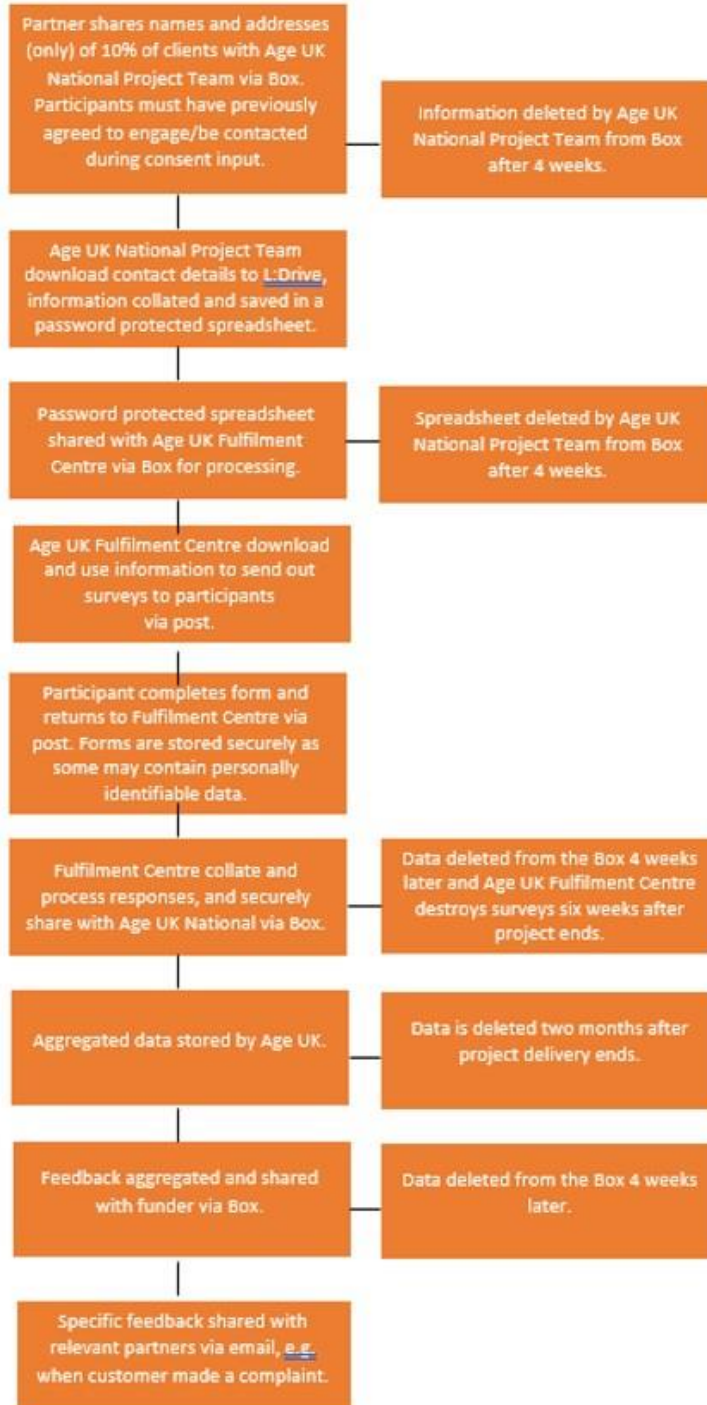 Partner shares names and addresses
(only) of 10% of clients with Age UK
National Project Team via Box.
Participants must have previously
agreed to engage/be contacted
during consent input.
Information deleted by Age UK
National Project Team from Box
after 4 weeks.
Age UK National Project Team
download contact details to L:Drive,
information collated and saved in a
password protected spreadsheet.
Password protected spreadsheet
shared with Age UK Fulfilment
Centre via Box for processing.
Spreadsheet deleted by Age UK
National Project Team from Box
after 4 weeks.
Age UK Fulfilment Centre download
and use information to send out
surveys to participants
via post.
Participant completes form and
returns to Fulfilment Centre via
post. Forms are stored securely as
some may contain personally
identifiable data.
Fulfilment Centre collate and
process responses, and securely
share with Age UK National via Box.
Data deleted from the Box 4 weeks
later and Age UK Fulfilment Centre
destroys surveys six weeks after
project ends.
Aggregated data stored by Age UK.
Data is deleted two months after
project delivery ends.
Feedback aggregated and shared
with funder via Box.
Data deleted from the Box 4 weeks
later.
Specific feedback shared with
relevant partners via email, e.g.
when customer made a complaint.